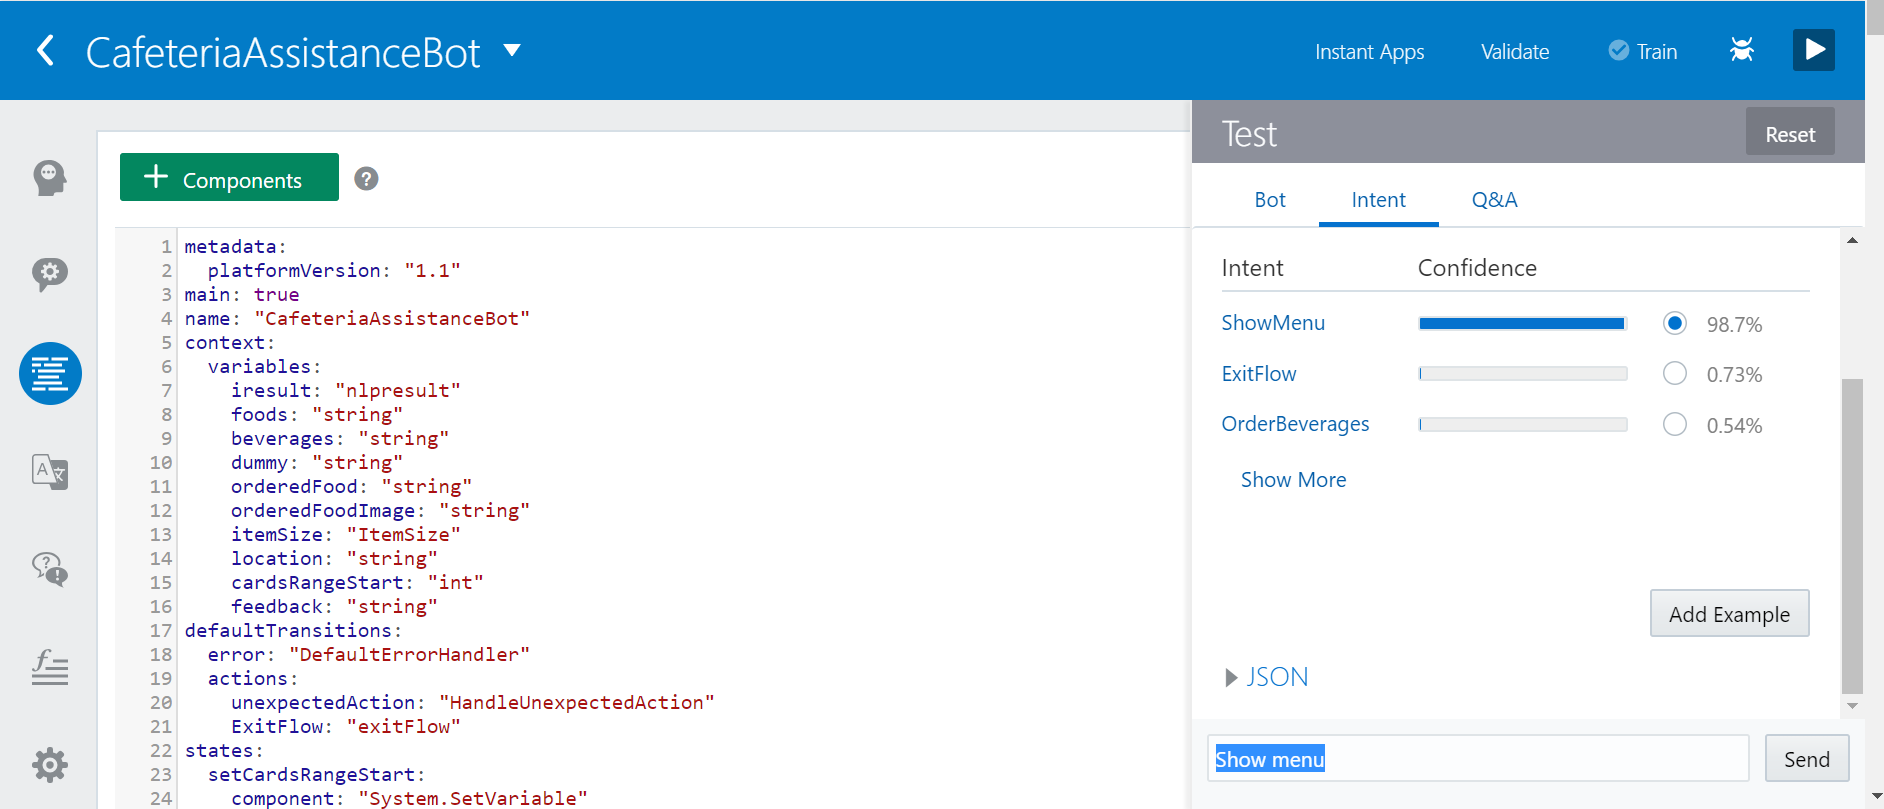 CafeteriaAssistanceBot
Instant Apps
Validate
Train
Components
?
1 metadata:
2 platformVersion: "1.1"
3 main: true
4 name: "CafeteriaAssistanceBot"
5 context:
6 variables:
7 iresult: "nlpresult"
8 foods: "string"
9 beverages: "string"
10 dummy: "string"
11 orderedFood: "string"
12 orderedFoodImage: "string"
13 itemSize: "ItemSize"
14 location: "string"
15 cardsRangeStart: "int"
16 feedback: "string"
17 defaultTransitions:
18 error: "DefaultErrorHandler"
19 actions:
20 unexpectedAction: "HandleUnexpectedAction"
21 ExitFlow: "exitFlow"
22 states:
23 setCardsRangeStart:
24 component: "System.SetVariable"
Test
Reset
Bot
Intent
Q&A
Intent Confidence
ShowMenu 98.7%
ExitFlow 0.73%
OrderBeverages 0.54%
Show More
Add Example
JSON
Show menu
Send